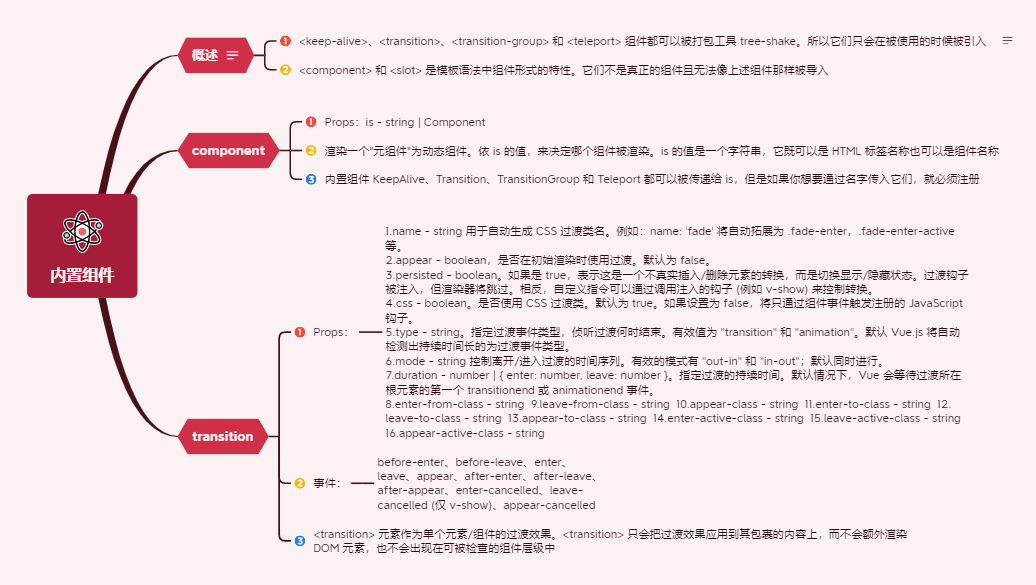 内置组件
概述
1 <keep-alive>、<transition>、<transition-group> 和 <teleport> 组件都可以被打包工具 tree-shake。所以它们只会在被使用的时候被引入
2 <component> 和 <slot> 是模板语法中组件形式的特性。它们不是真正的组件且无法像上述组件那样被导入
component
1 Props：is - string | Component
2 渲染一个“元组件”为动态组件。依 is 的值，来决定哪个组件被渲染。is 的值是一个字符串，它既可以是 HTML 标签名称也可以是组件名称
3 内置组件 KeepAlive、Transition、TransitionGroup 和 Teleport 都可以被传递给 is，但是如果你想要通过名字传入它们，就必须注册
transition
1 Props：
1.name - string 用于自动生成 CSS 过渡类名。例如：name: 'fade' 将自动拓展为 .fade-enter，.fade-enter-active
等。
2.appear - boolean，是否在初始渲染时使用过渡。默认为 false。
3.persisted - boolean。如果是 true，表示这是一个不真实插入/删除元素的转换，而是切换显示/隐藏状态。过渡钩子
被注入，但渲染器将跳过。相反，自定义指令可以通过调用注入的钩子 (例如 v-show) 来控制转换。
4.css - boolean。是否使用 CSS 过渡类。默认为 true。如果设置为 false，将只通过组件事件触发注册的 JavaScript
钩子。
5.type - string。指定过渡事件类型，侦听过渡何时结束。有效值为 "transition" 和 "animation"。默认 Vue.js 将自动
检测出持续时间长的为过渡事件类型。
6.mode - string 控制离开/进入过渡的时间序列。有效的模式有 "out-in" 和 "in-out"；默认同时进行。
7.duration - number | { enter: number, leave: number }。指定过渡的持续时间。默认情况下，Vue 会等待过渡所在
根元素的第一个 transitionend 或 animationend 事件。
8.enter-from-class - string 9.leave-from-class - string 10.appear-class - string 11.enter-to-class - string 12.
leave-to-class - string 13.appear-to-class - string 14.enter-active-class - string 15.leave-active-class - string
16.appear-active-class - string
2 事件：
before-enter、before-leave、enter、
leave、appear、after-enter、after-leave、
after-appear、enter-cancelled、leave-
cancelled (仅 v-show)、appear-cancelled
3 <transition> 元素作为单个元素/组件的过渡效果。<transition> 只会把过渡效果应用到其包裹的内容上，而不会额外渲染
DOM 元素，也不会出现在可被检查的组件层级中